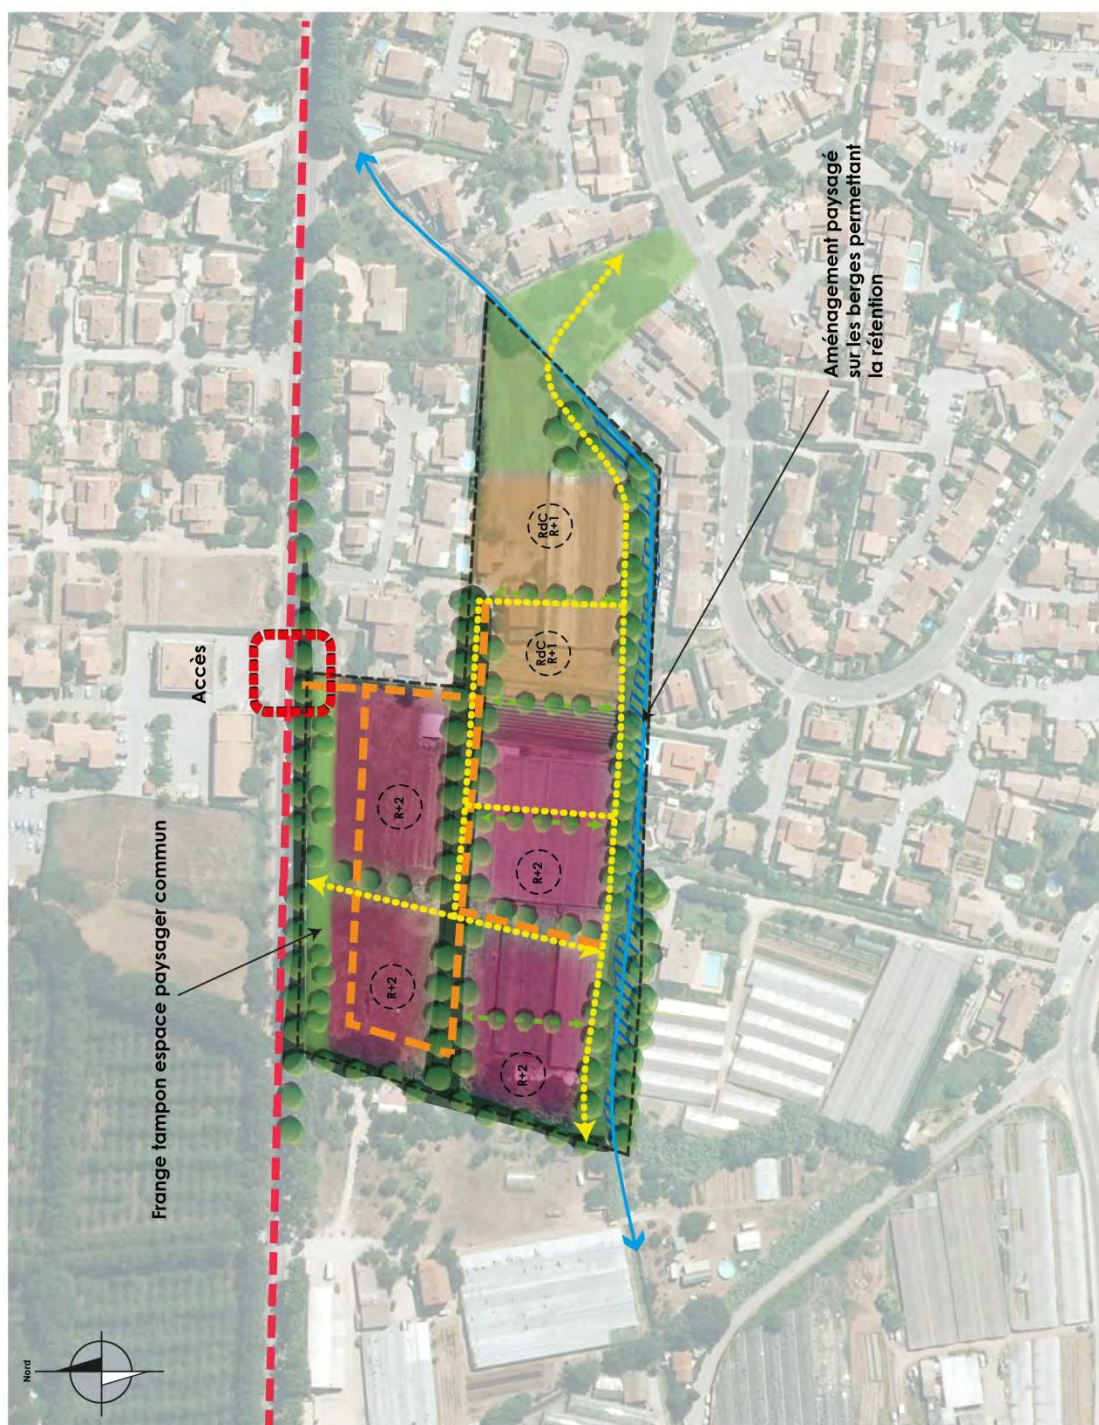 Nord
Frange tampon espace paysager commun
Accès
R+2
R+2
R+2
R+2
RdC
R+1
RdC
R+1
Aménagement paysagé
sur les berges permettant
la rétention